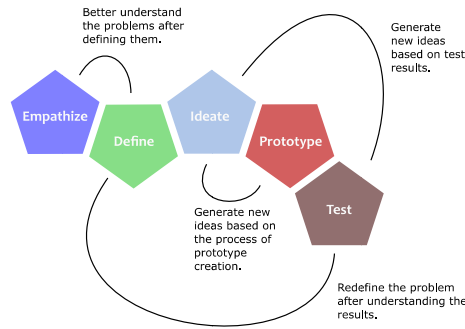 Better understand
the problems after
defining them.
Generate
new ideas
based on test
results.
Empathize
Define
Ideate
Prototype
Test
Generate new
ideas based on
the process of
prototype
creation.
Redefine the problem
after understanding the
results.